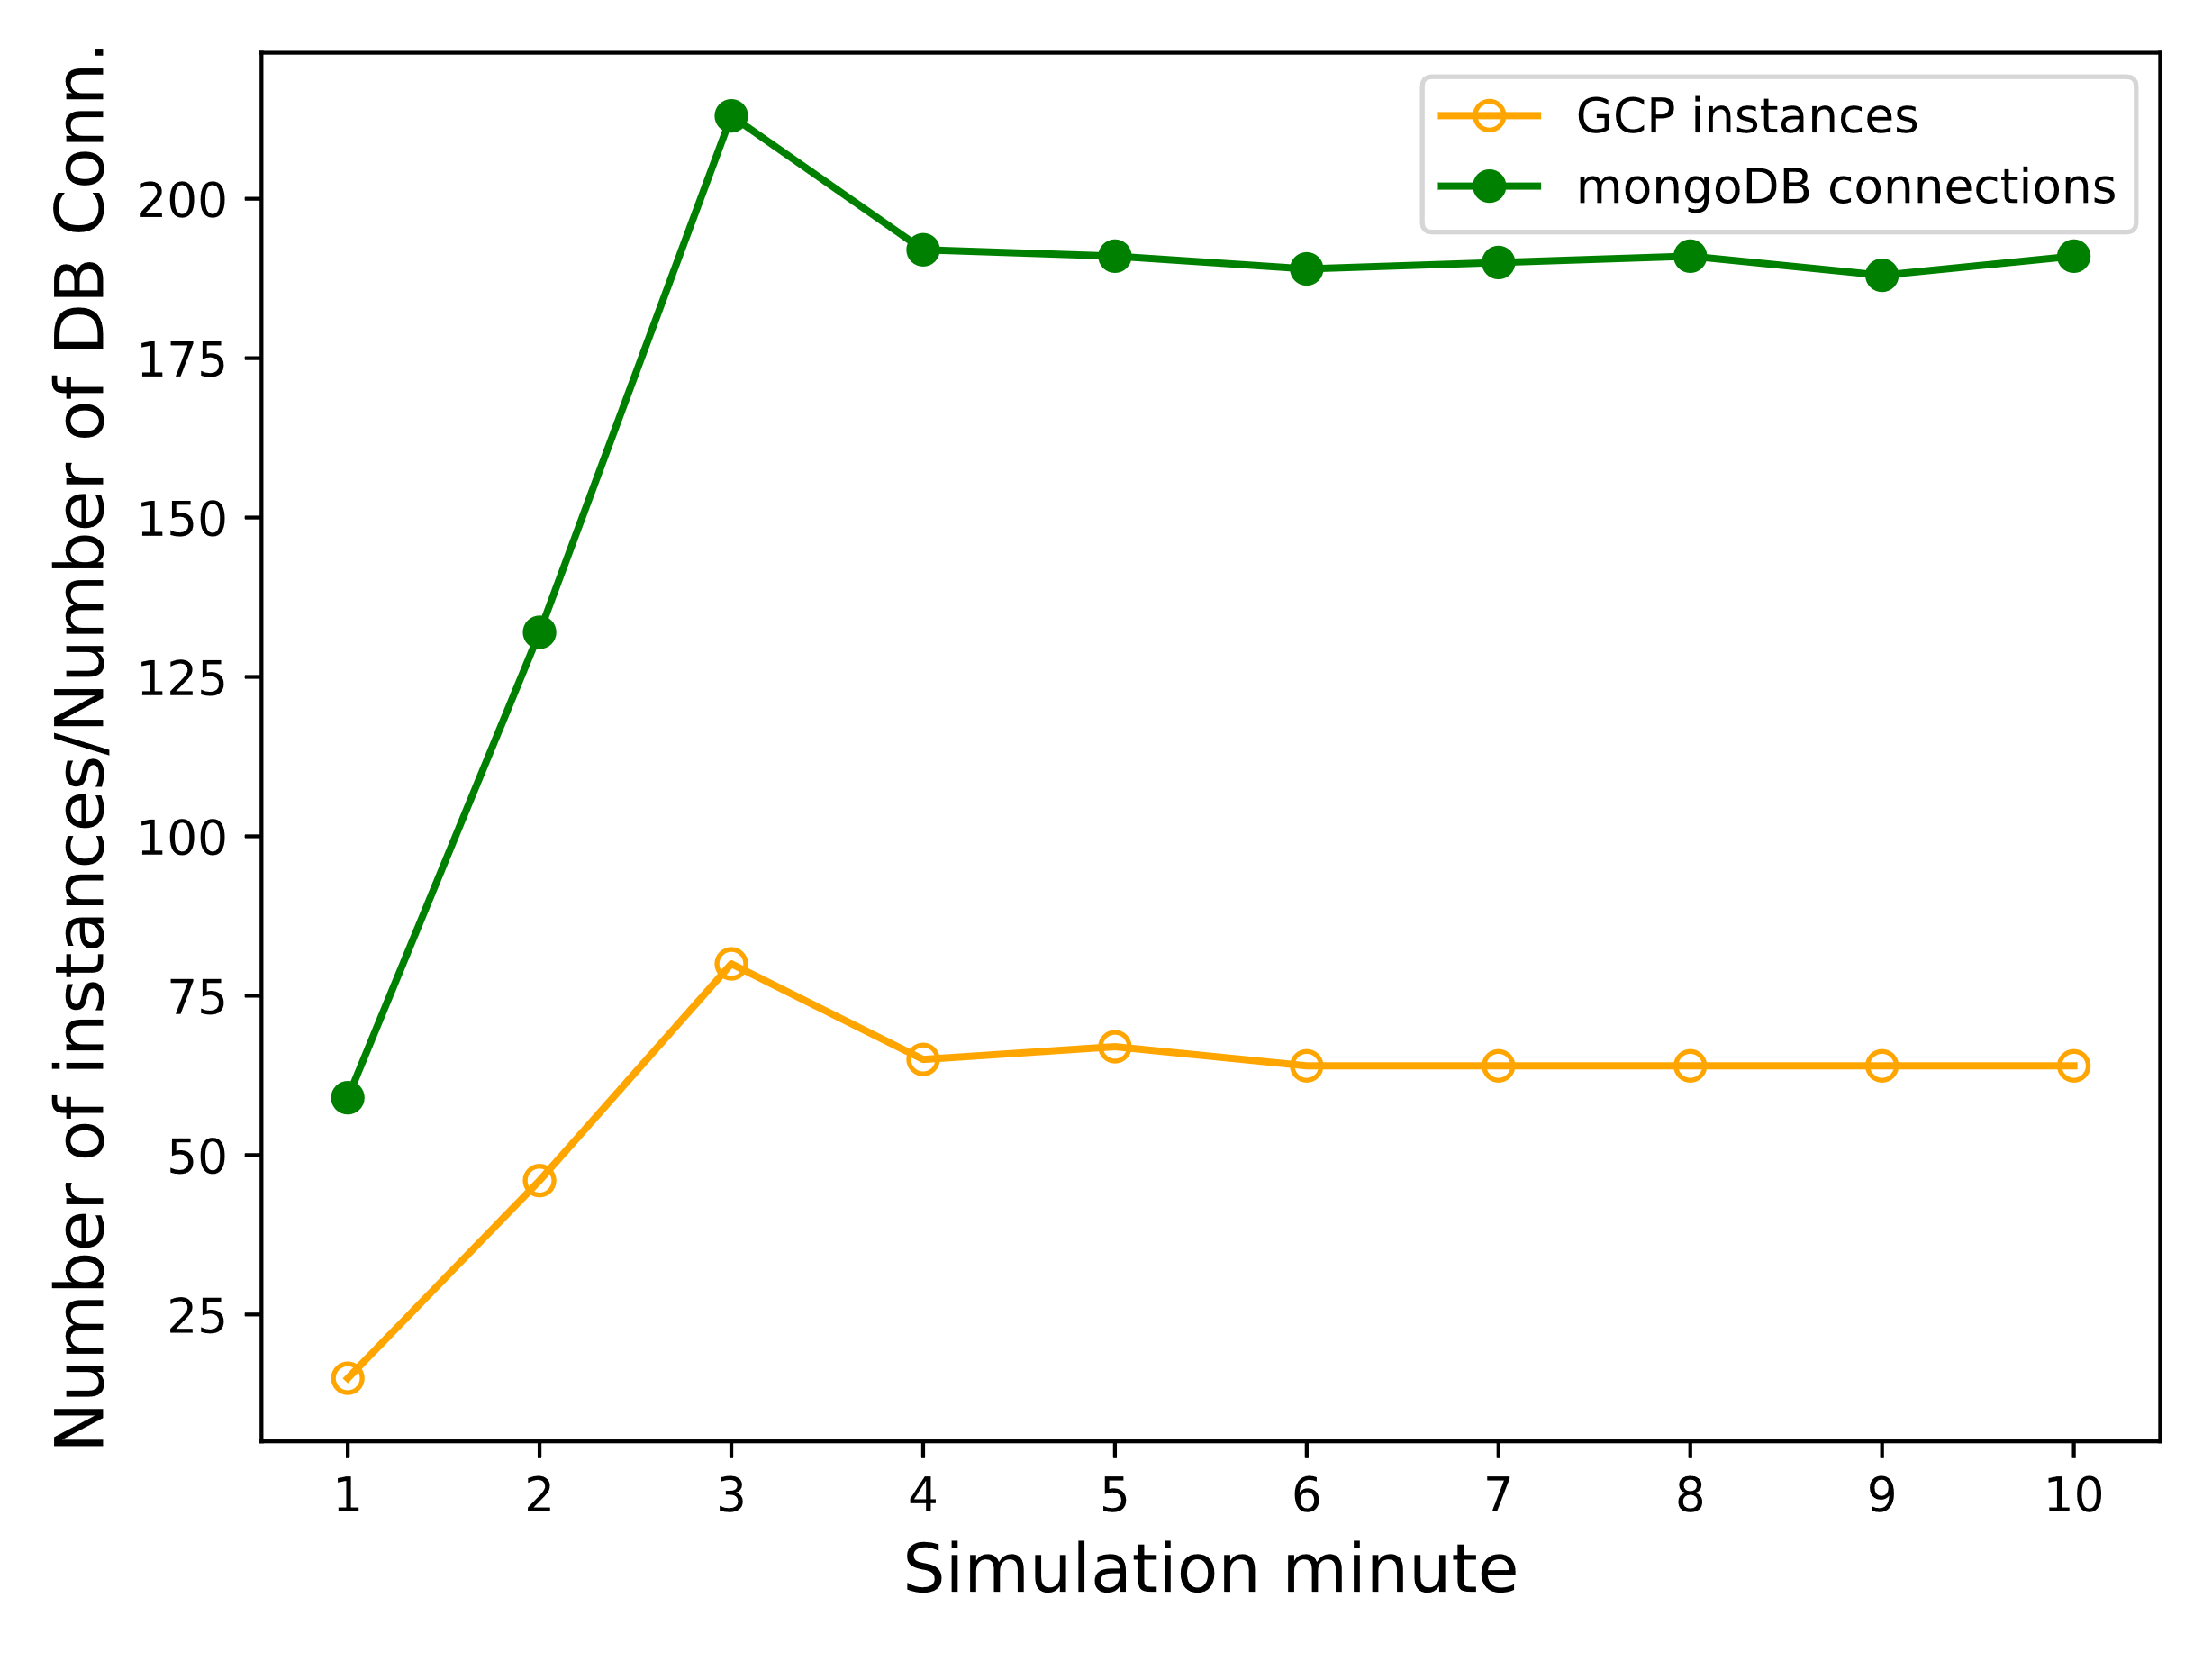 Number of instances/Number of DB Conn.
200
175
150
125
100
75
50
25
GCP instances
mongoDB connections
1 2 3 4 5 6 7 8 9 10
Simulation minute